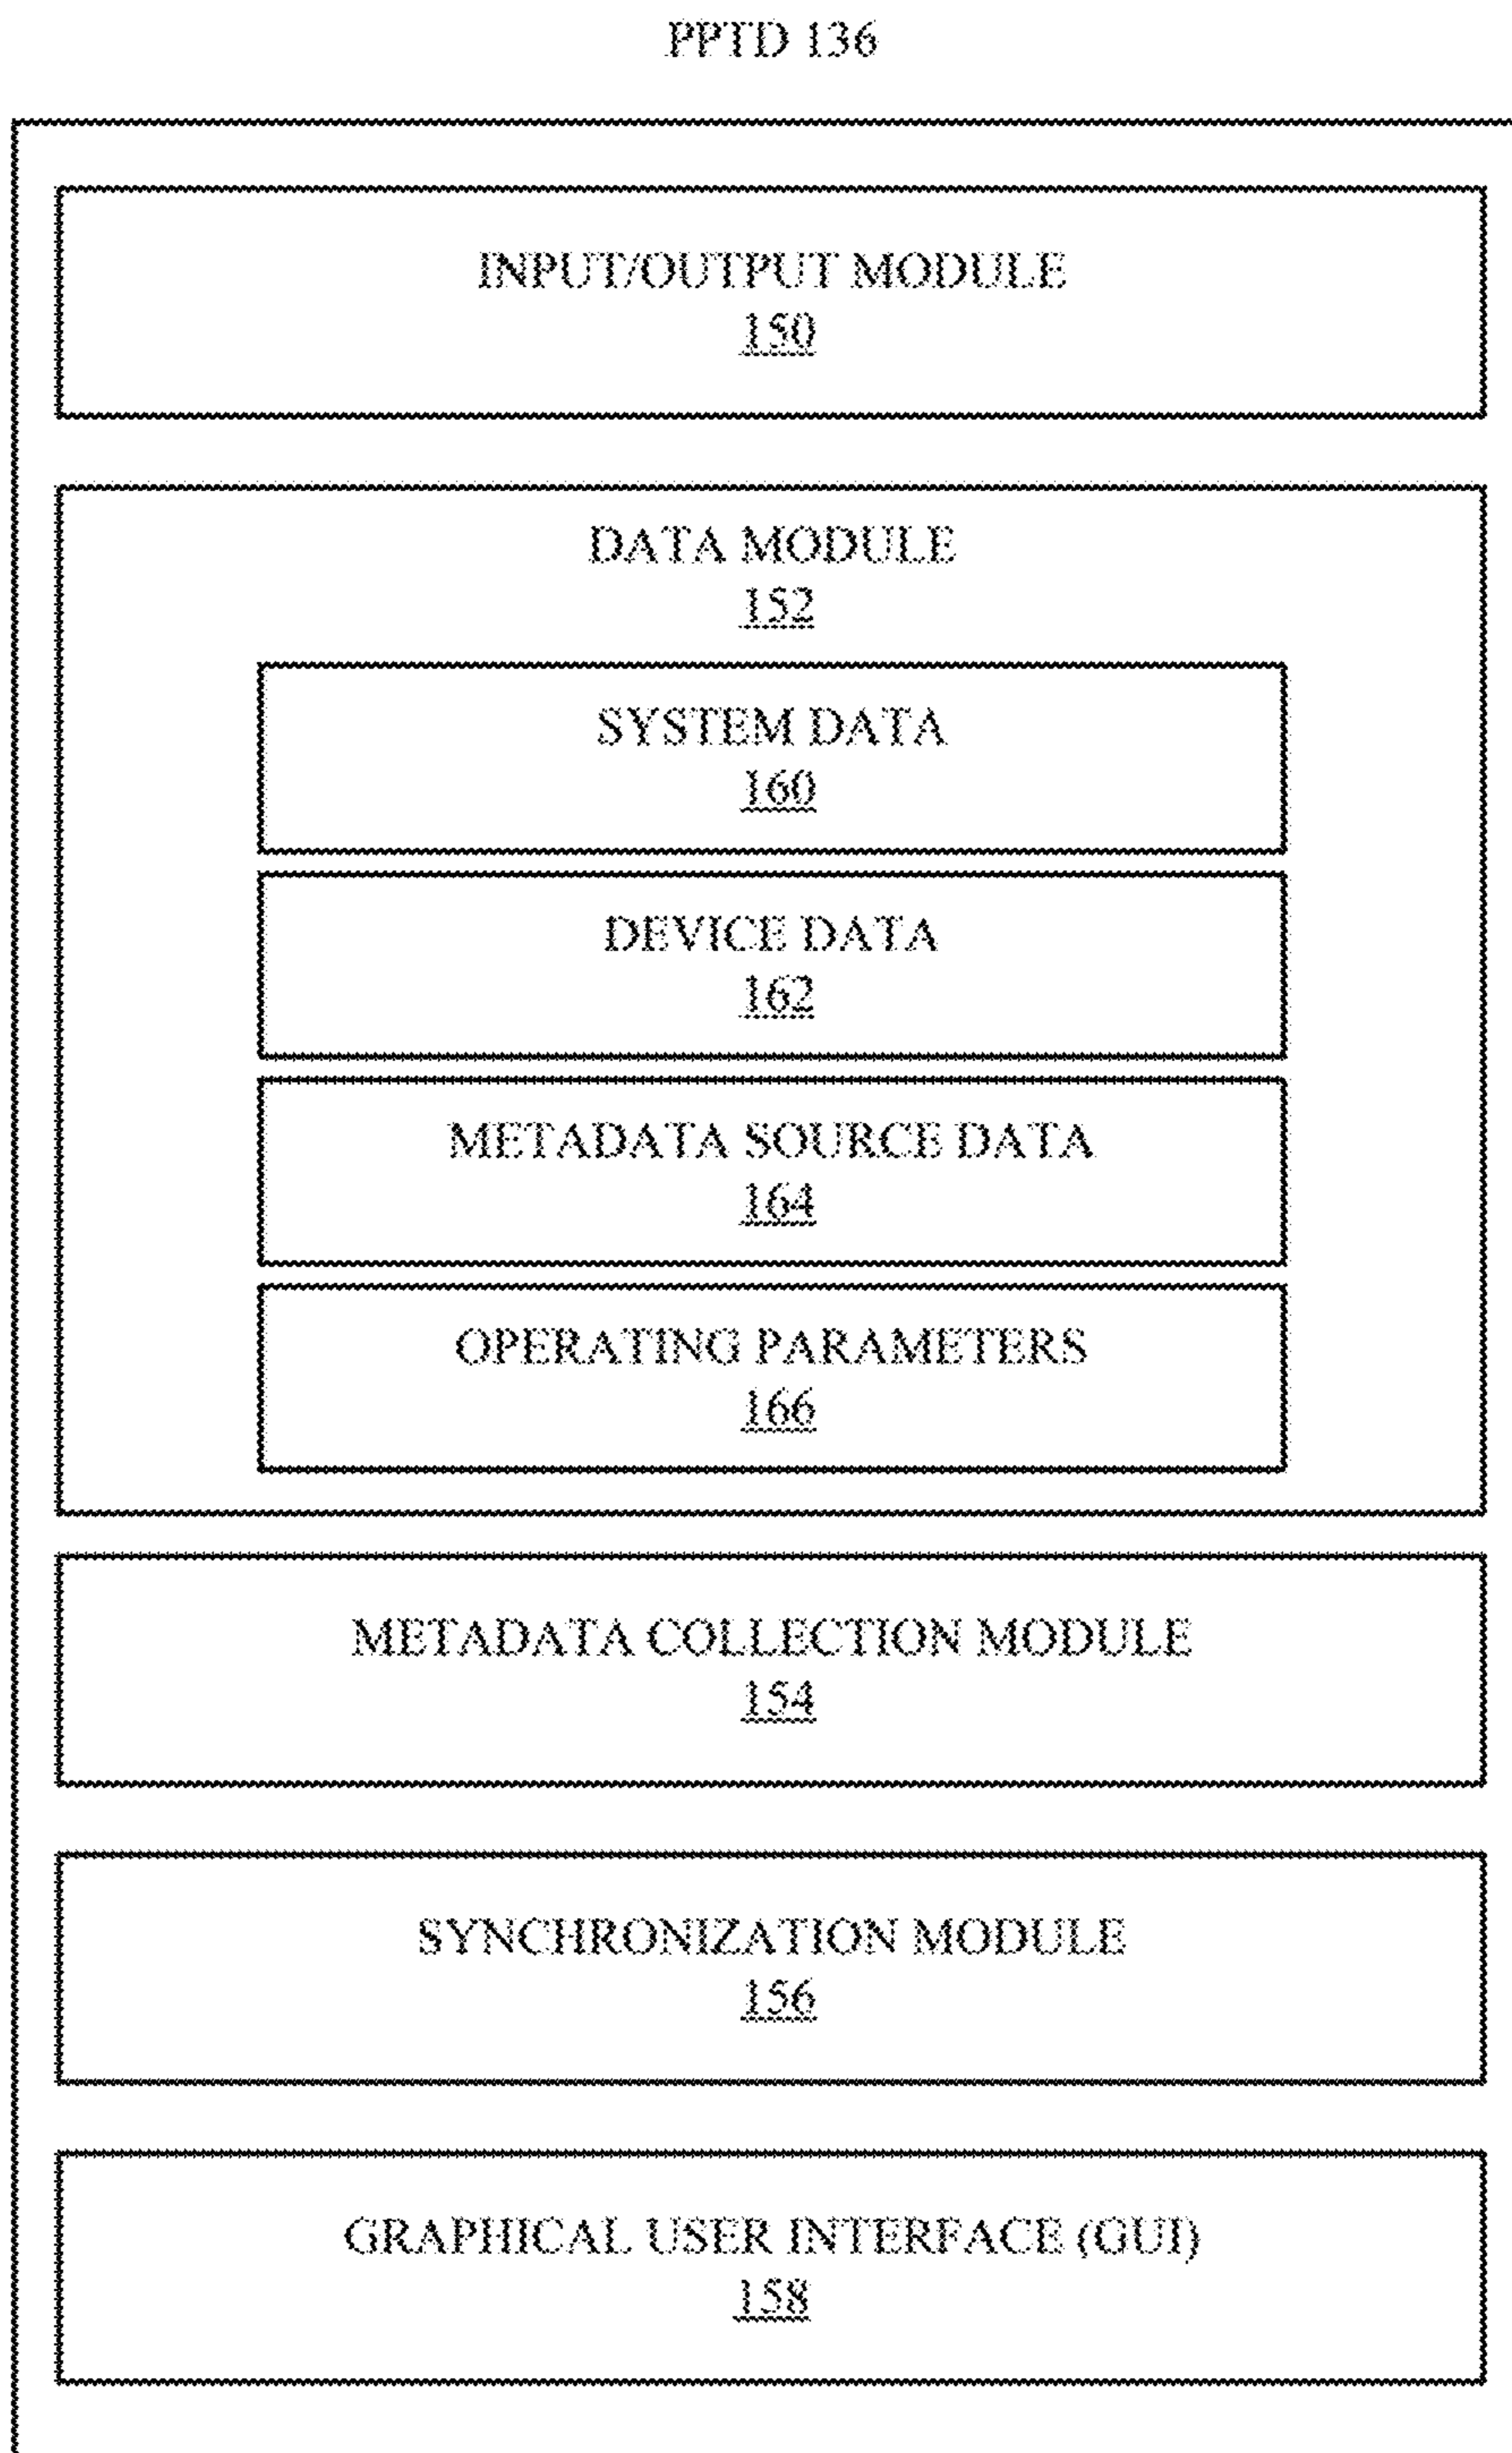 PPTD 136
INPUT/OUTPUT MODULE
150
DATA MODULE
152
SYSTEM DATA
160
DEVICE DATA
162
METADATA SOURCE DATA
164
OPERATING PARAMETERS
166
METADATA COLLECTION MODULE
154
SYNCHRONIZATION MODULE
156
GRAPHICAL USER INTERFACE (GUI)
158